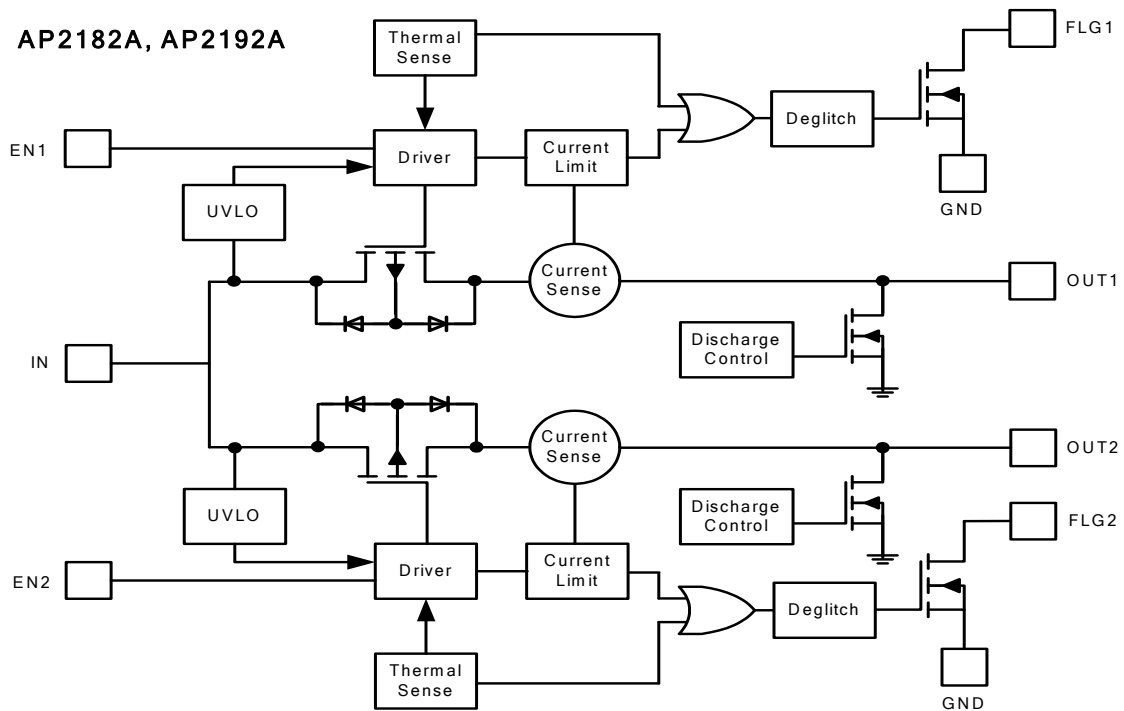 AP2182A, AP2192A
Thermal
Sense
FLG1
EN1
Driver
Current
Limit
Deglitch
UVLO
GND
Current
Sense
OUT1
IN
Discharge
Control
Current
Sense
OUT2
UVLO
Discharge
Control
FLG2
EN2
Driver
Current
Limit
Deglitch
Thermal
Sense
GND